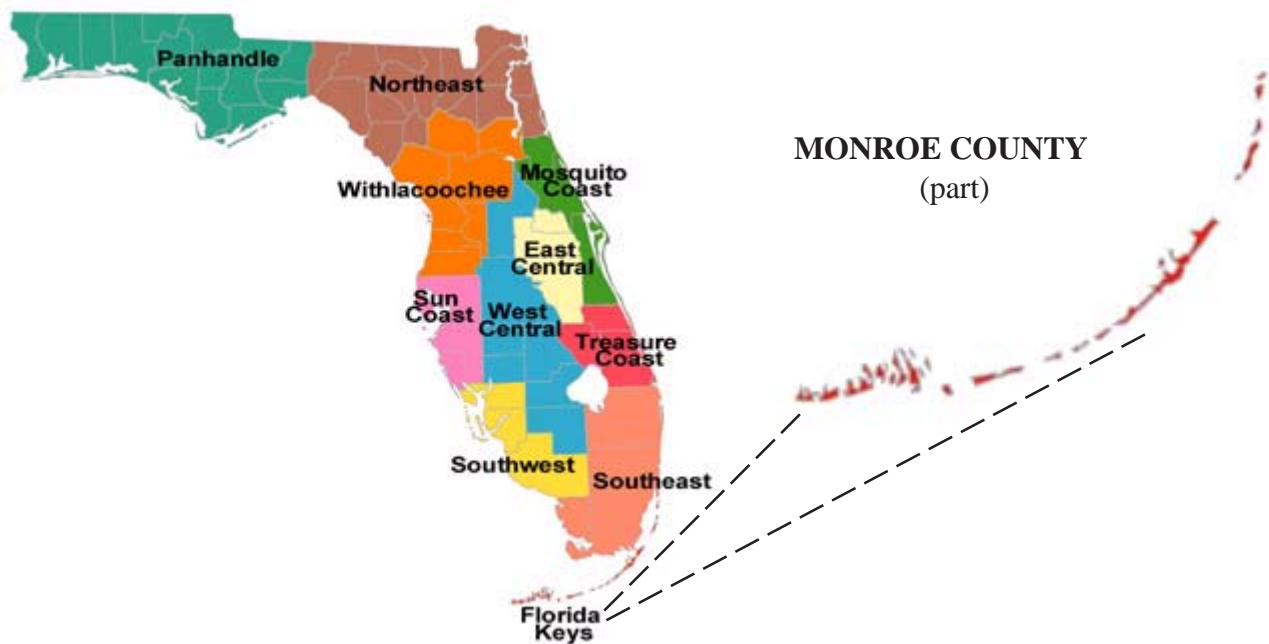 Panhandle
Northeast
MONROE COUNTY
(part)
Mosquito
Coast
Withlacoochee
East
Central
Sun
Coast
West
Central
Treasure
Coast
Southwest
Southeast
Florida
Keys